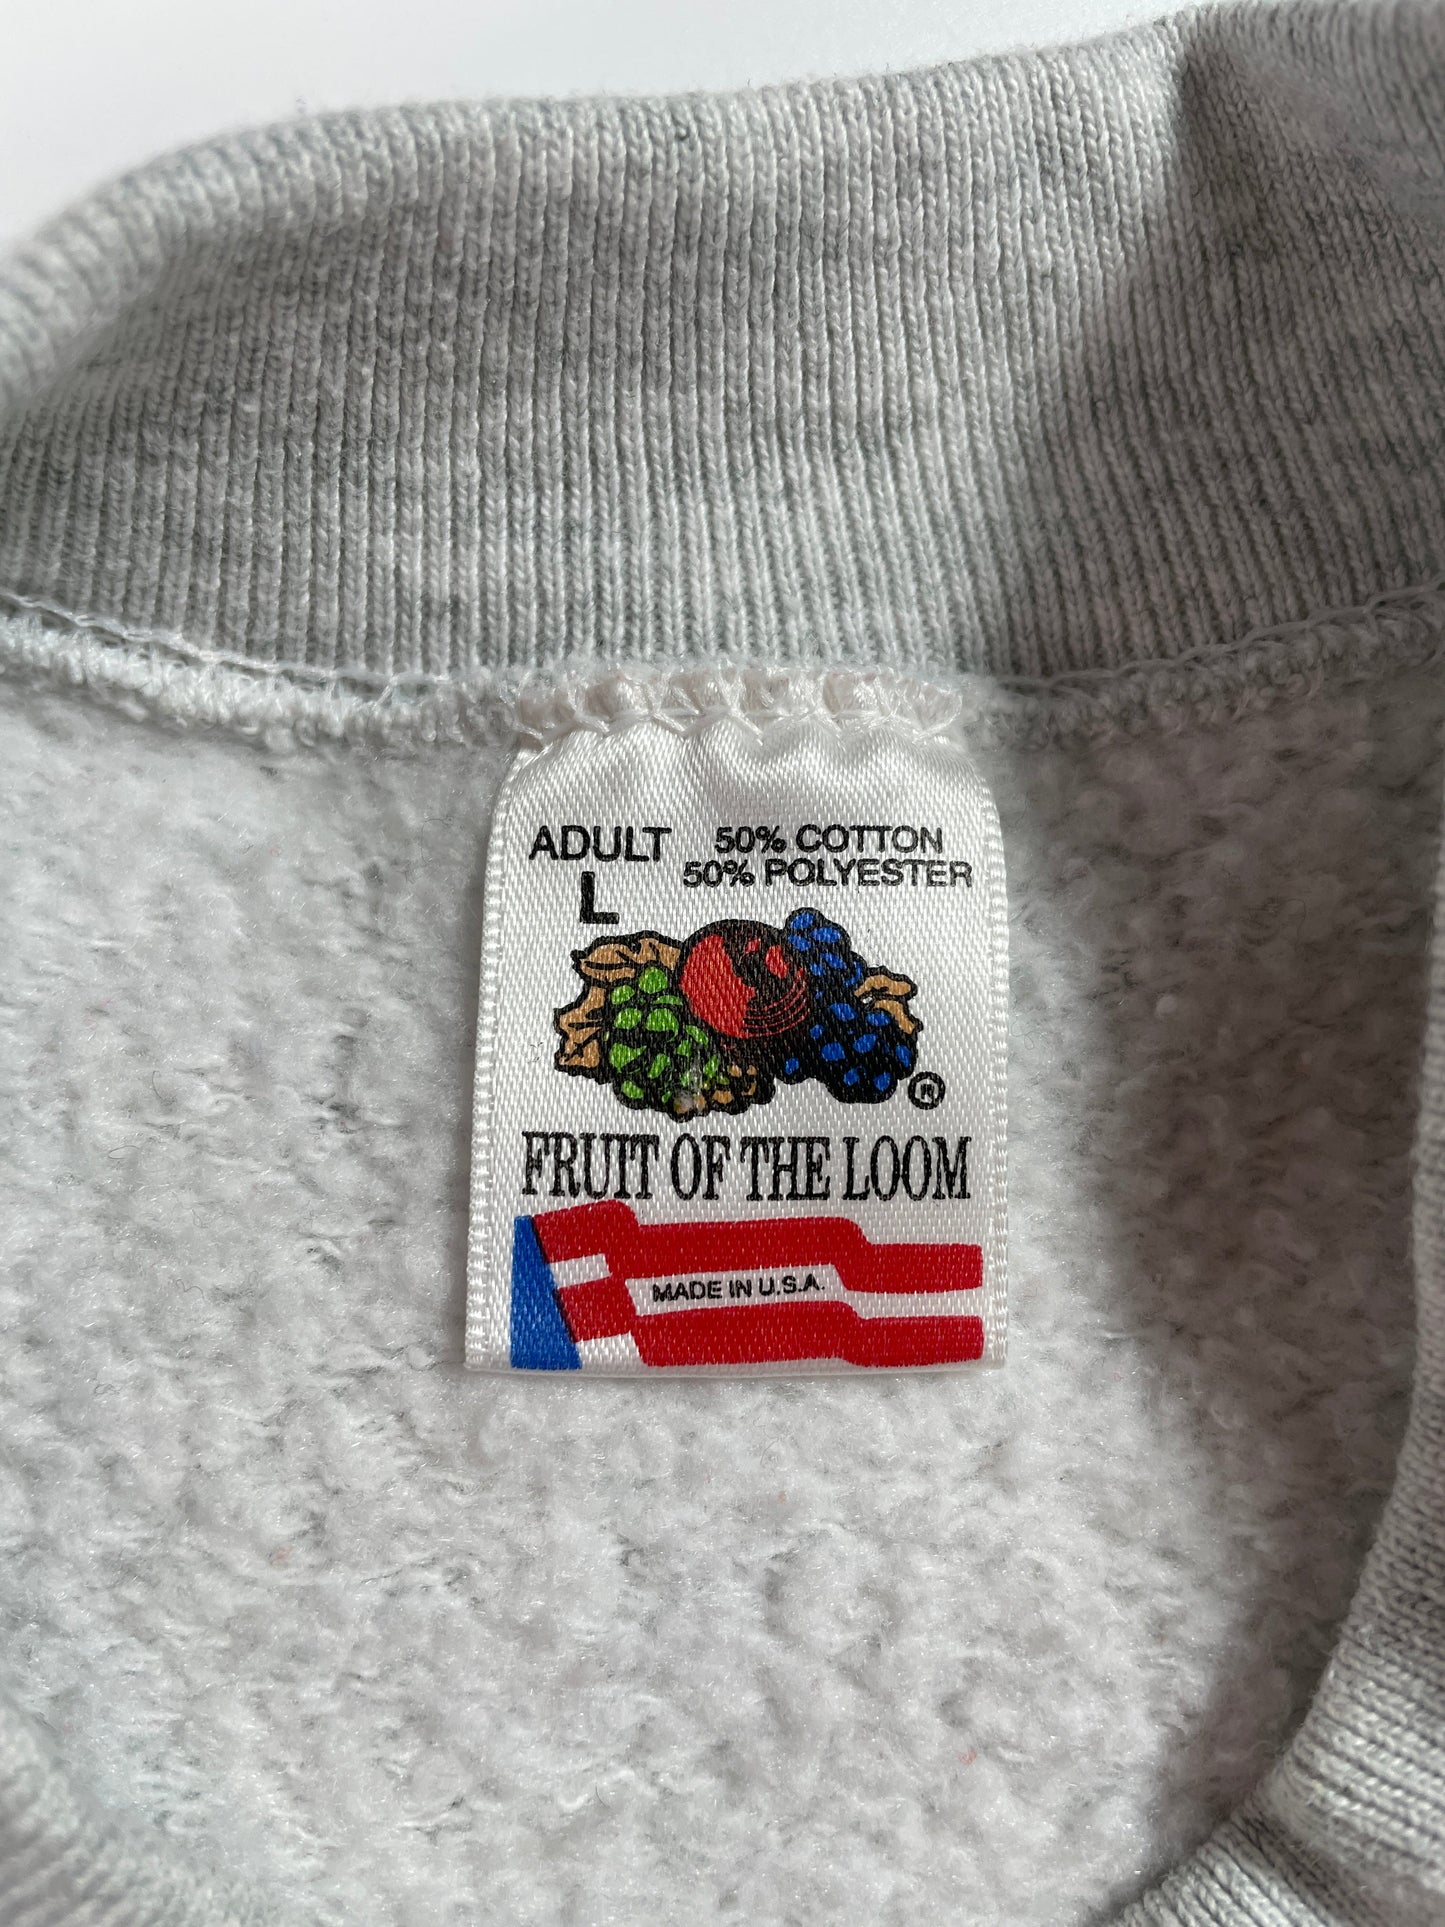 ADULT
L
50% COTTON
50% POLYESTER
®
FRUIT OF THE LOOM
MADE IN U.S.A.